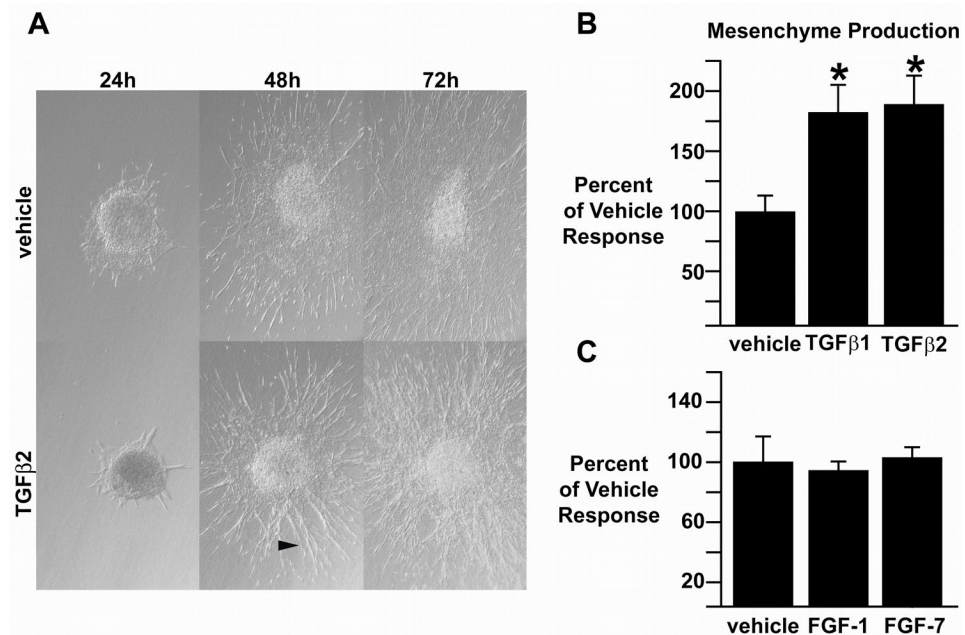 A
24h
48h
72h
vehicle
TGFβ2
B
Mesenchyme Production
Percent
of Vehicle
Response
200
150
100
50
*
*
vehicle TGFβ1 TGFβ2
C
Percent
of Vehicle
Response
140
100
60
20
vehicle FGF-1 FGF-7